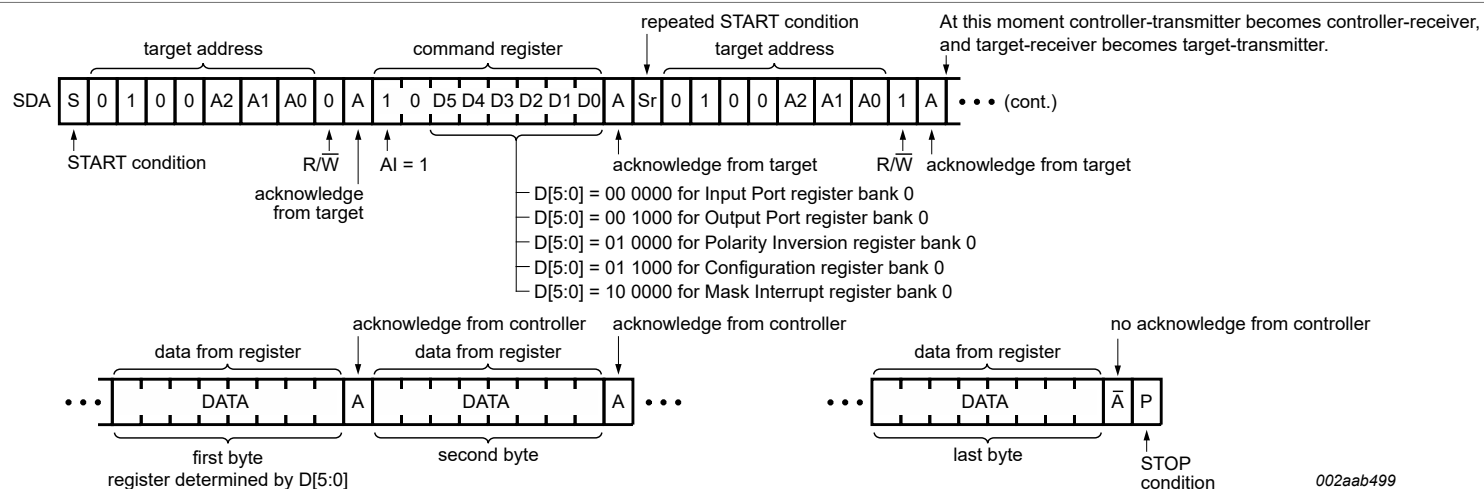 repeated START condition
At this moment controller-transmitter becomes controller-receiver,
and target-receiver becomes target-transmitter.
target address
command register
target address
SDA S 0 1 0 0 A2 A1 A0 0 A 1 0 D5 D4 D3 D2 D1 D0 A Sr 0 1 0 0 A2 A1 A0 1 A • • • (cont.)
START condition
R/W̅
AI = 1
acknowledge from target
R/W̅
acknowledge from target
acknowledge
from target
D[5:0] = 00 0000 for Input Port register bank 0
D[5:0] = 00 1000 for Output Port register bank 0
D[5:0] = 01 0000 for Polarity Inversion register bank 0
D[5:0] = 01 1000 for Configuration register bank 0
D[5:0] = 10 0000 for Mask Interrupt register bank 0
acknowledge from controller
acknowledge from controller
no acknowledge from controller
data from register
data from register
data from register
• • • DATA A DATA A • • • • • • DATA A̅ P
first byte
register determined by D[5:0]
second byte
last byte
STOP
condition
002aab499